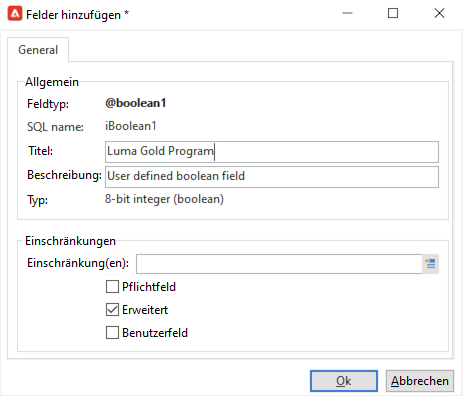 Felder hinzufügen *
General
Allgemein
Feldtyp: @boolean1
SQL name: iBoolean1
Titel: Luma Gold Program
Beschreibung: User defined boolean field
Typ: 8-bit integer (boolean)
Einschränkungen
Einschränkung(en):
Pflichtfeld
Erweitert
Benutzerfeld
Ok Abbrechen